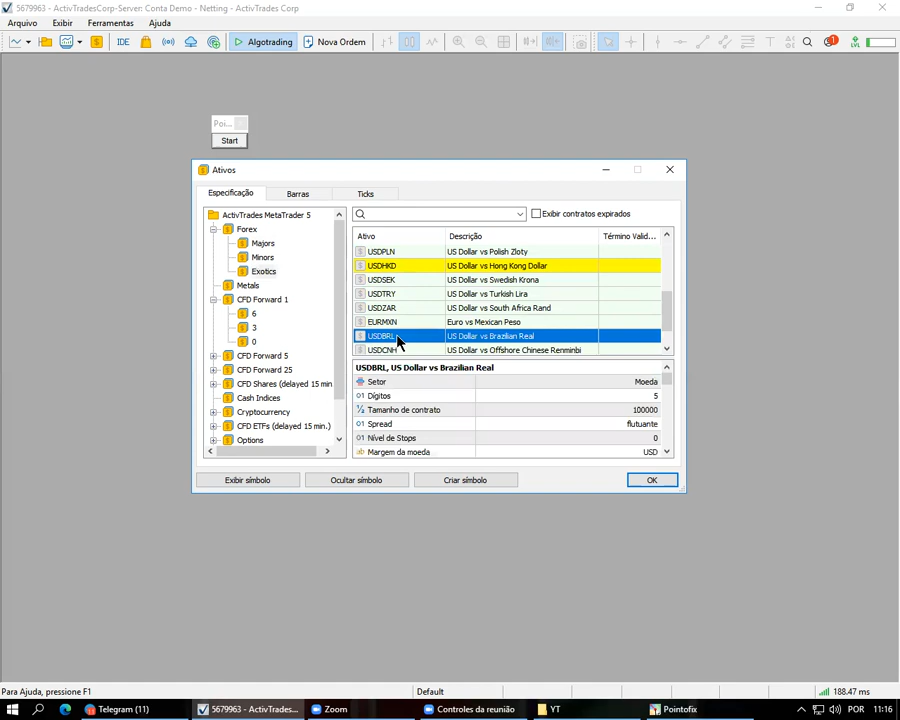 5679963 - ActivTradesCorp-Server: Conta Demo - Netting - ActivTrades Corp
Arquivo Exibir Ferramentas Ajuda
IDE Algotrading Nova Ordem 1 LVL
Poi...
Start
Ativos
Especificação Barras Ticks
ActivTrades MetaTrader 5
Forex
Majors
Minors
Exotics
Metals
CFD Forward 1
6
3
0
CFD Forward 5
CFD Forward 25
CFD Shares (delayed 15 min
Cash Indices
Cryptocurrency
CFD ETFs (delayed 15 min.)
Options
Exibir contratos expirados
Ativo Descrição Término Valid...
USDPLN US Dollar vs Polish Zloty
USDHKD US Dollar vs Hong Kong Dollar
USDSEK US Dollar vs Swedish Krona
USDTRY US Dollar vs Turkish Lira
USDZAR US Dollar vs South Africa Rand
EURMXN Euro vs Mexican Peso
USDBRL US Dollar vs Brazilian Real
USDCNH US Dollar vs Offshore Chinese Renminbi
USDBRL, US Dollar vs Brazilian Real
Setor Moeda
Dígitos 5
Tamanho de contrato 100000
Spread flutuante
Nível de Stops 0
Margem da moeda USD
Exibir símbolo Ocultar símbolo Criar símbolo OK
Para Ajuda, pressione F1 Default 188.47 ms
Telegram (11) 5679963 - ActivTrades... Zoom Controles da reunião YT Pointofix POR 11:16